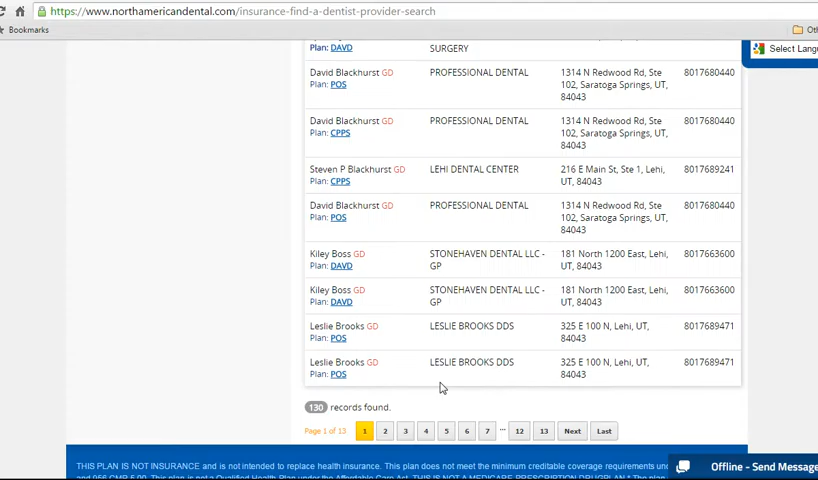 https://www.northamericandental.com/insurance-find-a-dentist-provider-search
Bookmarks
Select Lang
Plan: DAVD SURGERY
David Blackhurst GD PROFESSIONAL DENTAL 1314 N Redwood Rd, Ste 8017680440
Plan: POS 102, Saratoga Springs, UT,
84043
David Blackhurst GD PROFESSIONAL DENTAL 1314 N Redwood Rd, Ste 8017680440
Plan: CPPS 102, Saratoga Springs, UT,
84043
Steven P Blackhurst GD LEHI DENTAL CENTER 216 E Main St, Ste 1, Lehi, 8017689241
Plan: CPPS UT, 84043
David Blackhurst GD PROFESSIONAL DENTAL 1314 N Redwood Rd, Ste 8017680440
Plan: POS 102, Saratoga Springs, UT,
84043
Kiley Boss GD STONEHAVEN DENTAL LLC - 181 North 1200 East, Lehi, 8017663600
Plan: DAVD GP UT, 84043
Kiley Boss GD STONEHAVEN DENTAL LLC - 181 North 1200 East, Lehi, 8017663600
Plan: DAVD GP UT, 84043
Leslie Brooks GD LESLIE BROOKS DDS 325 E 100 N, Lehi, UT, 8017689471
Plan: POS 84043
Leslie Brooks GD LESLIE BROOKS DDS 325 E 100 N, Lehi, UT, 8017689471
Plan: POS 84043
130 records found.
Page 1 of 13 1 2 3 4 5 6 7 ... 12 13 Next Last
Offline - Send Message
THIS PLAN IS NOT INSURANCE and is not intended to replace health insurance. This plan does not meet the minimum creditable coverage requirements